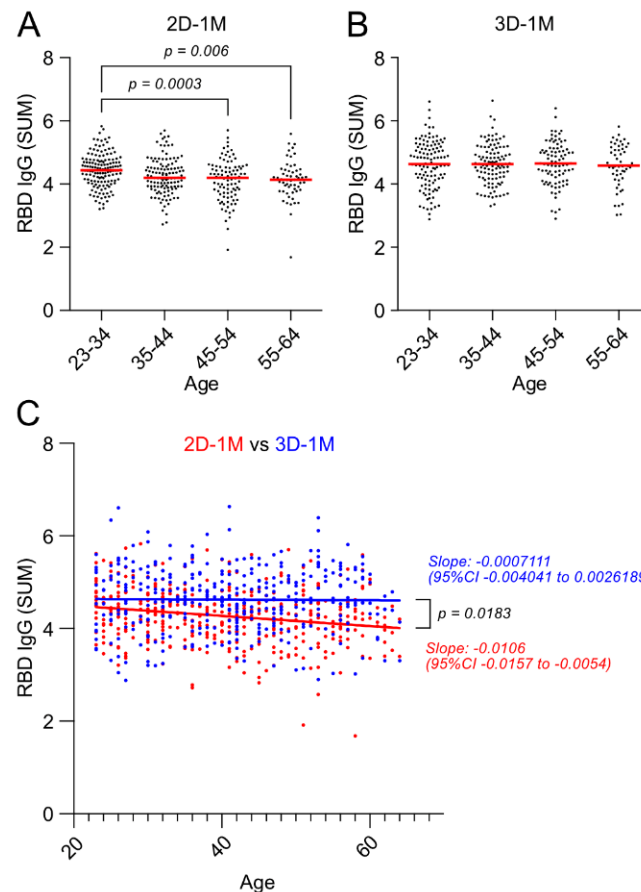 A
2D-1M
B
3D-1M
p = 0.006
p = 0.0003
RBD IgG (SUM)
8
6
4
2
0
23-34
35-44
45-54
55-64
Age
RBD IgG (SUM)
8
6
4
2
0
23-34
35-44
45-54
55-64
Age
C
2D-1M vs 3D-1M
RBD IgG (SUM)
8
6
4
2
0
20
40
60
Age
Slope: -0.0007111
(95%CI -0.004041 to 0.002618
p = 0.0183
Slope: -0.0106
(95%CI -0.0157 to -0.0054)